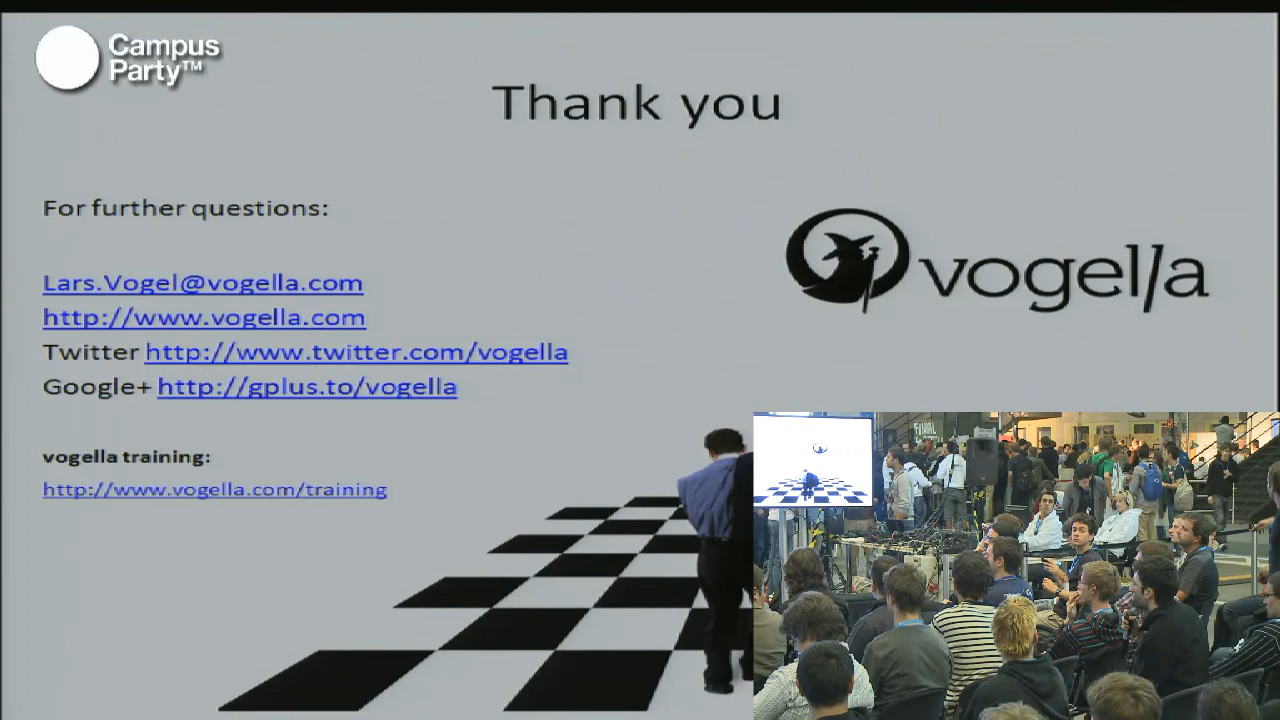 Campus
Party™
Thank you
For further questions:
vogella
Lars.Vogel@vogella.com
http://www.vogella.com
Twitter http://www.twitter.com/vogella
Google+ http://gplus.to/vogella
vogella training:
http://www.vogella.com/training